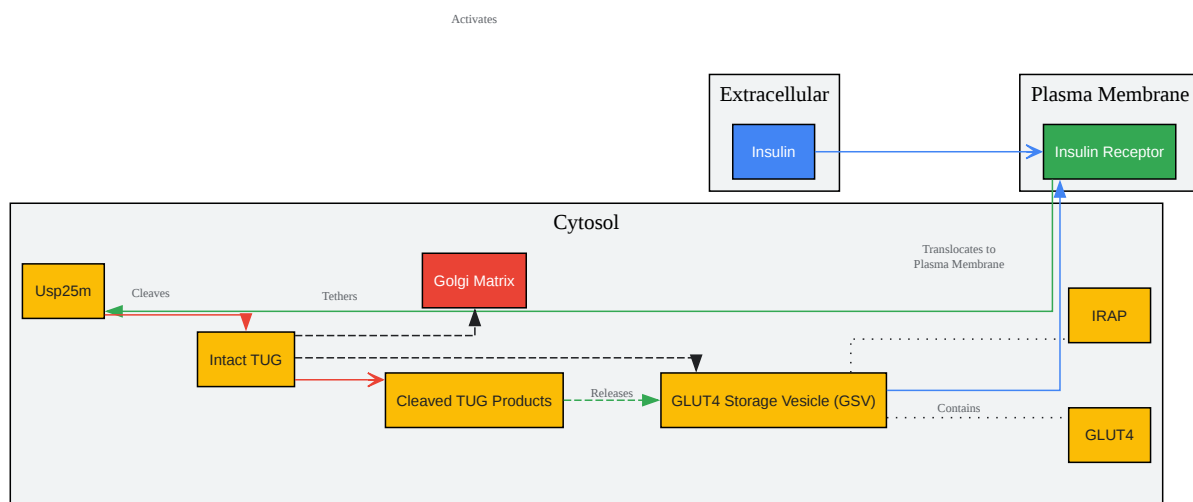 Activates
Extracellular
Plasma Membrane
Insulin
Insulin Receptor
Cytosol
Translocates to
Plasma Membrane
Usp25m
Cleaves
Tethers
Golgi Matrix
IRAP
Intact TUG
Cleaved TUG Products
Releases
GLUT4 Storage Vesicle (GSV)
Contains
GLUT4